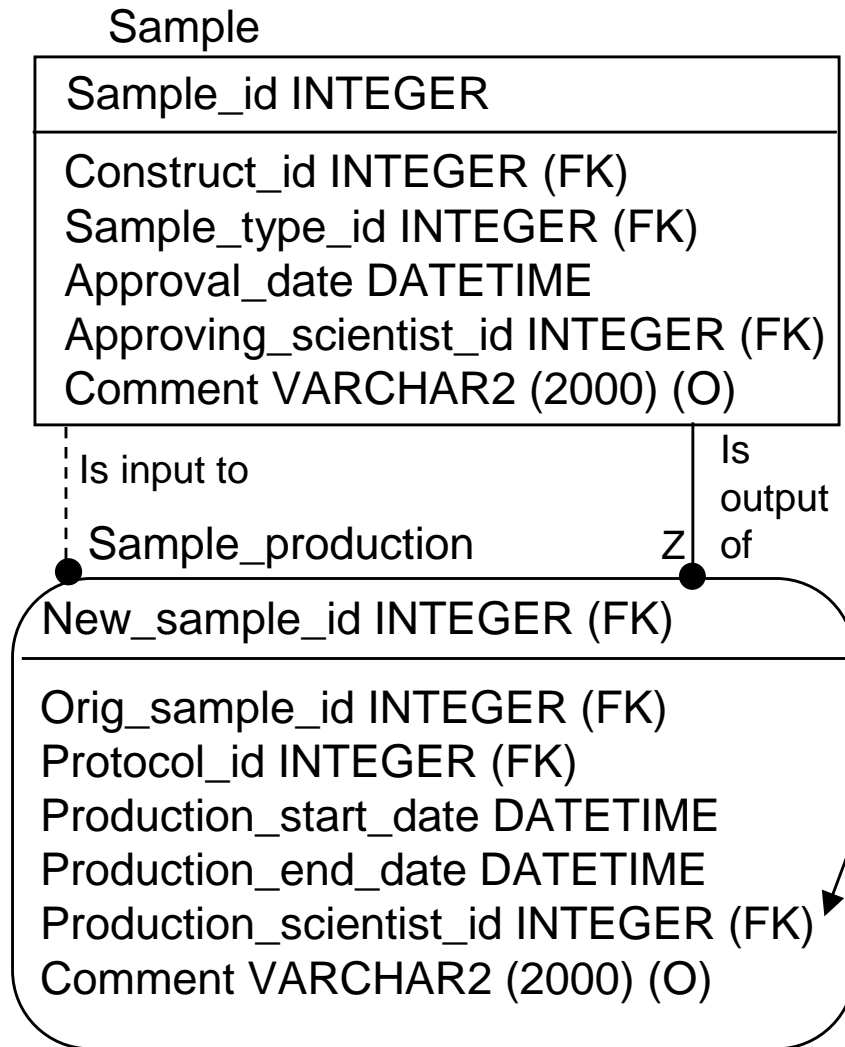 Sample
Sample_id INTEGER
Construct_id INTEGER (FK)
Sample_type_id INTEGER (FK)
Approval_date DATETIME
Approving_scientist_id INTEGER (FK)
Comment VARCHAR2 (2000) (O)
Is input to
Is
output
of
Sample_production
Z
New_sample_id INTEGER (FK)
Orig_sample_id INTEGER (FK)
Protocol_id INTEGER (FK)
Production_start_date DATETIME
Production_end_date DATETIME
Production_scientist_id INTEGER (FK)
Comment VARCHAR2 (2000) (O)